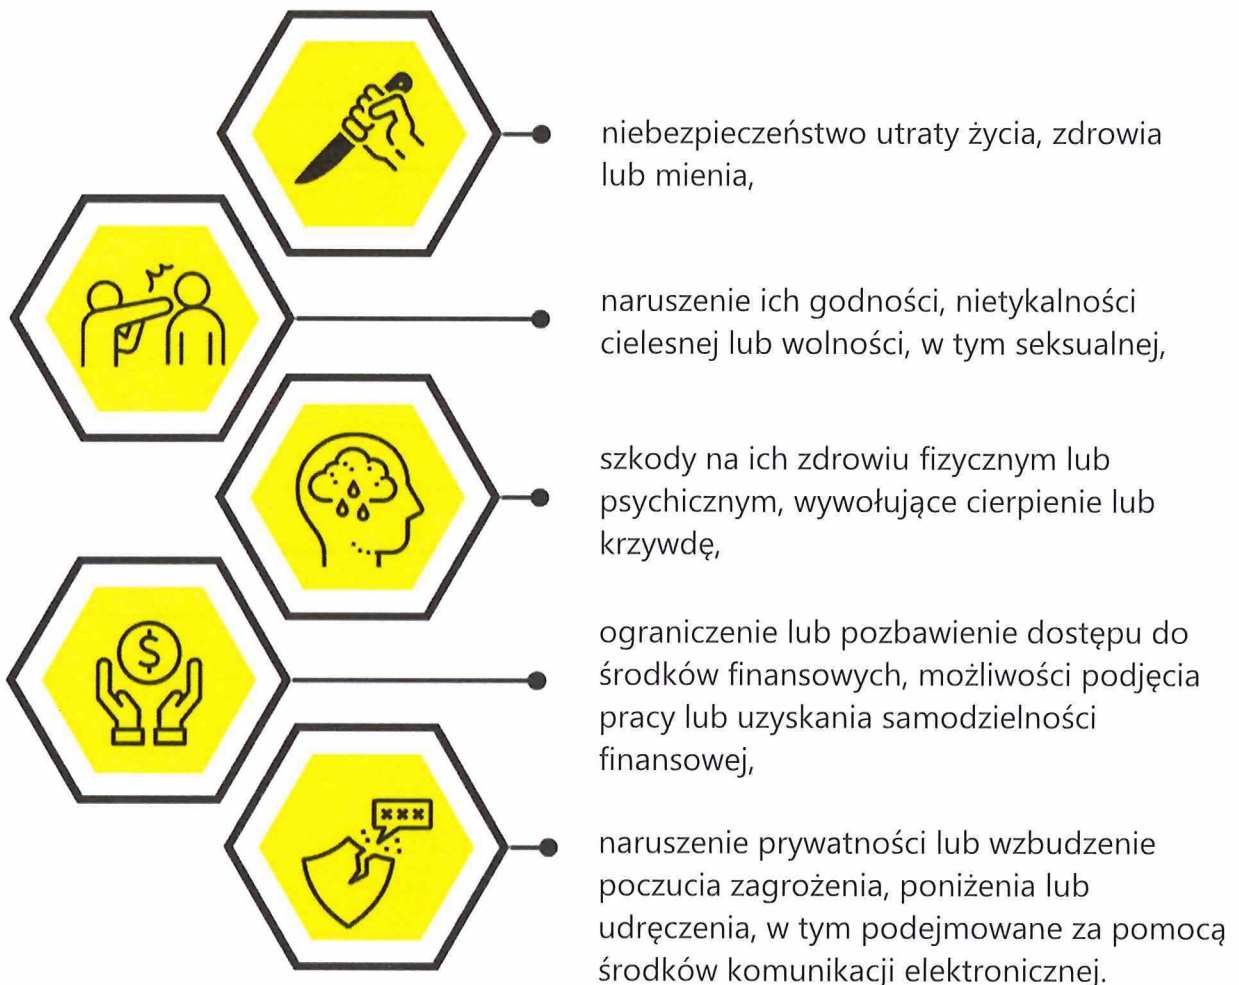 niebezpieczeństwo utraty życia, zdrowia
lub mienia,
naruszenie ich godności, nietykalności
cielesnej lub wolności, w tym seksualnej,
szkody na ich zdrowiu fizycznym lub
psychicznym, wywołujące cierpienie lub
krzywdę,
$
ograniczenie lub pozbawienie dostępu do
środków finansowych, możliwości podjęcia
pracy lub uzyskania samodzielności
finansowej,
xxx
naruszenie prywatności lub wzbudzenie
poczucia zagrożenia, poniżenia lub
udręczenia, w tym podejmowane za pomocą
środków komunikacji elektronicznej.